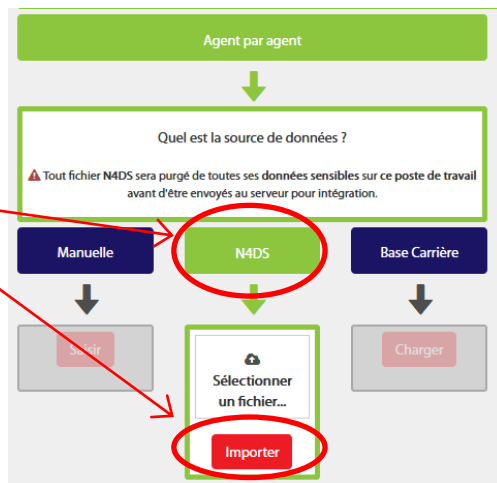 Agent par agent
Quel est la source de données ?
Tout fichier N4DS sera purgé de toutes ses données sensibles sur ce poste de travail
avant d'être envoyés au serveur pour intégration.
Manuelle
N4DS
Base Carrière
Saisir
Sélectionner
un fichier...
Charger
Importer